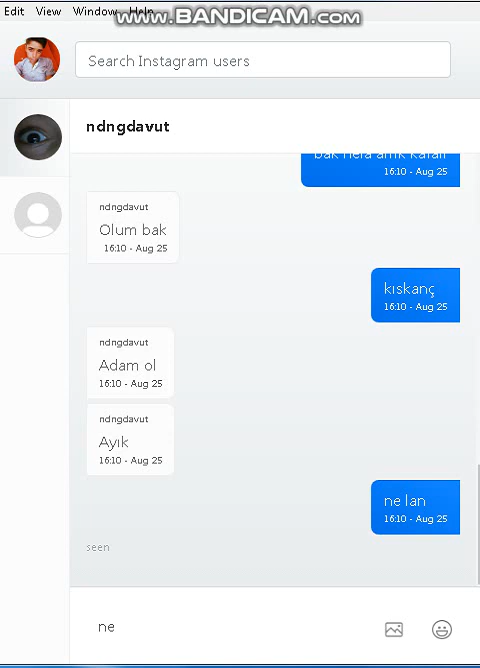 www.BANDICAM.com
Edit View Window Help
Search Instagram users
ndngdavut
16:10 - Aug 25
ndngdavut
Olum bak
16:10 - Aug 25
kıskanç
16:10 - Aug 25
ndngdavut
Adam ol
16:10 - Aug 25
ndngdavut
Ayık
16:10 - Aug 25
ne lan
16:10 - Aug 25
seen
ne